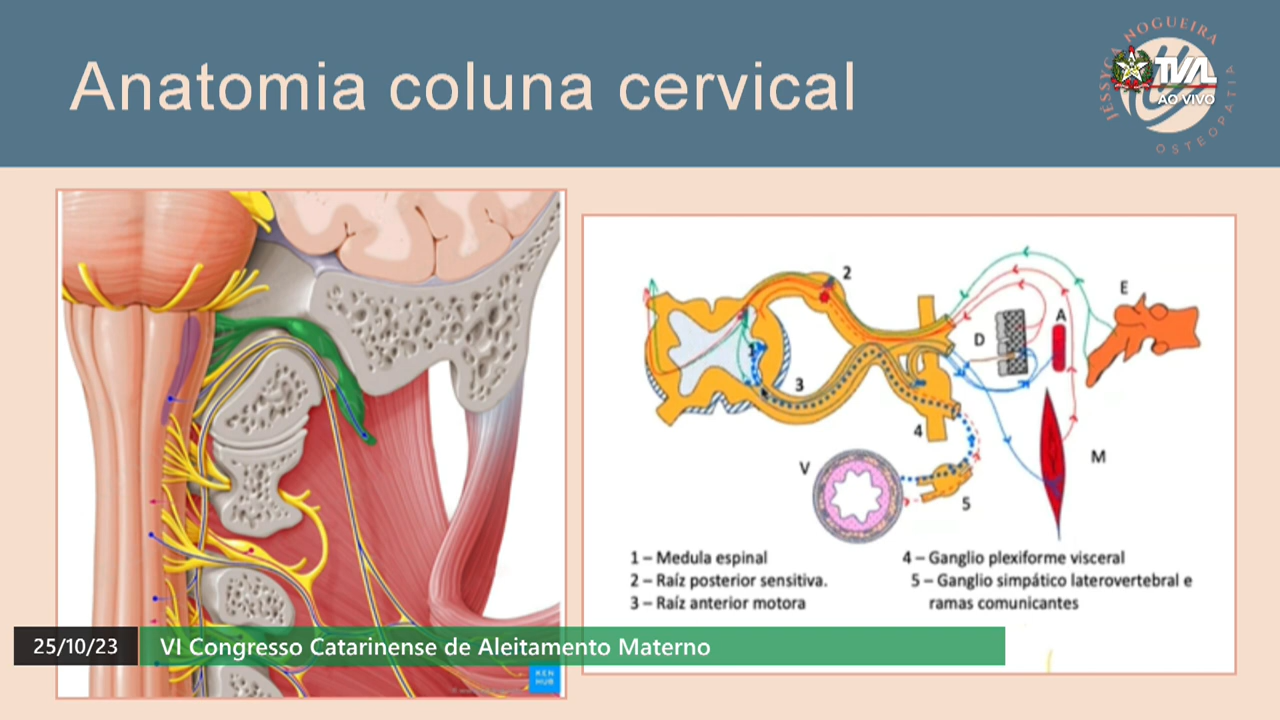 Anatomia coluna cervical
JÉSSYCA NOGUEIRA
OSTEOPATIA
TVAL
AO VIVO
2
E
A
D
1
3
4
M
V
5
1 – Medula espinal
2 – Raíz posterior sensitiva.
3 – Raíz anterior motora
4 – Ganglio plexiforme visceral
5 – Ganglio simpático laterovertebral e
ramas comunicantes
25/10/23
VI Congresso Catarinense de Aleitamento Materno
KEN
HUB